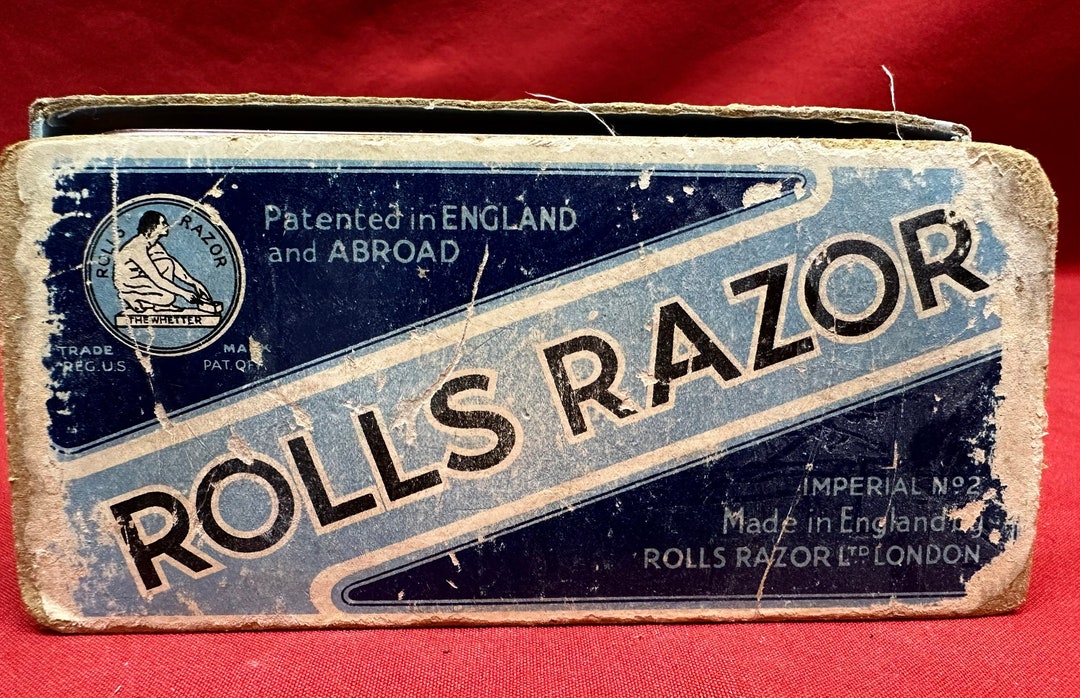 Patented in ENGLAND
and ABROAD
ROLLS RAZOR
THE WHETTER
TRADE MARK
REG. U.S. PAT. OFF.
ROLLS RAZOR
IMPERIAL Nº2
Made in England by
ROLLS RAZOR LTD LONDON